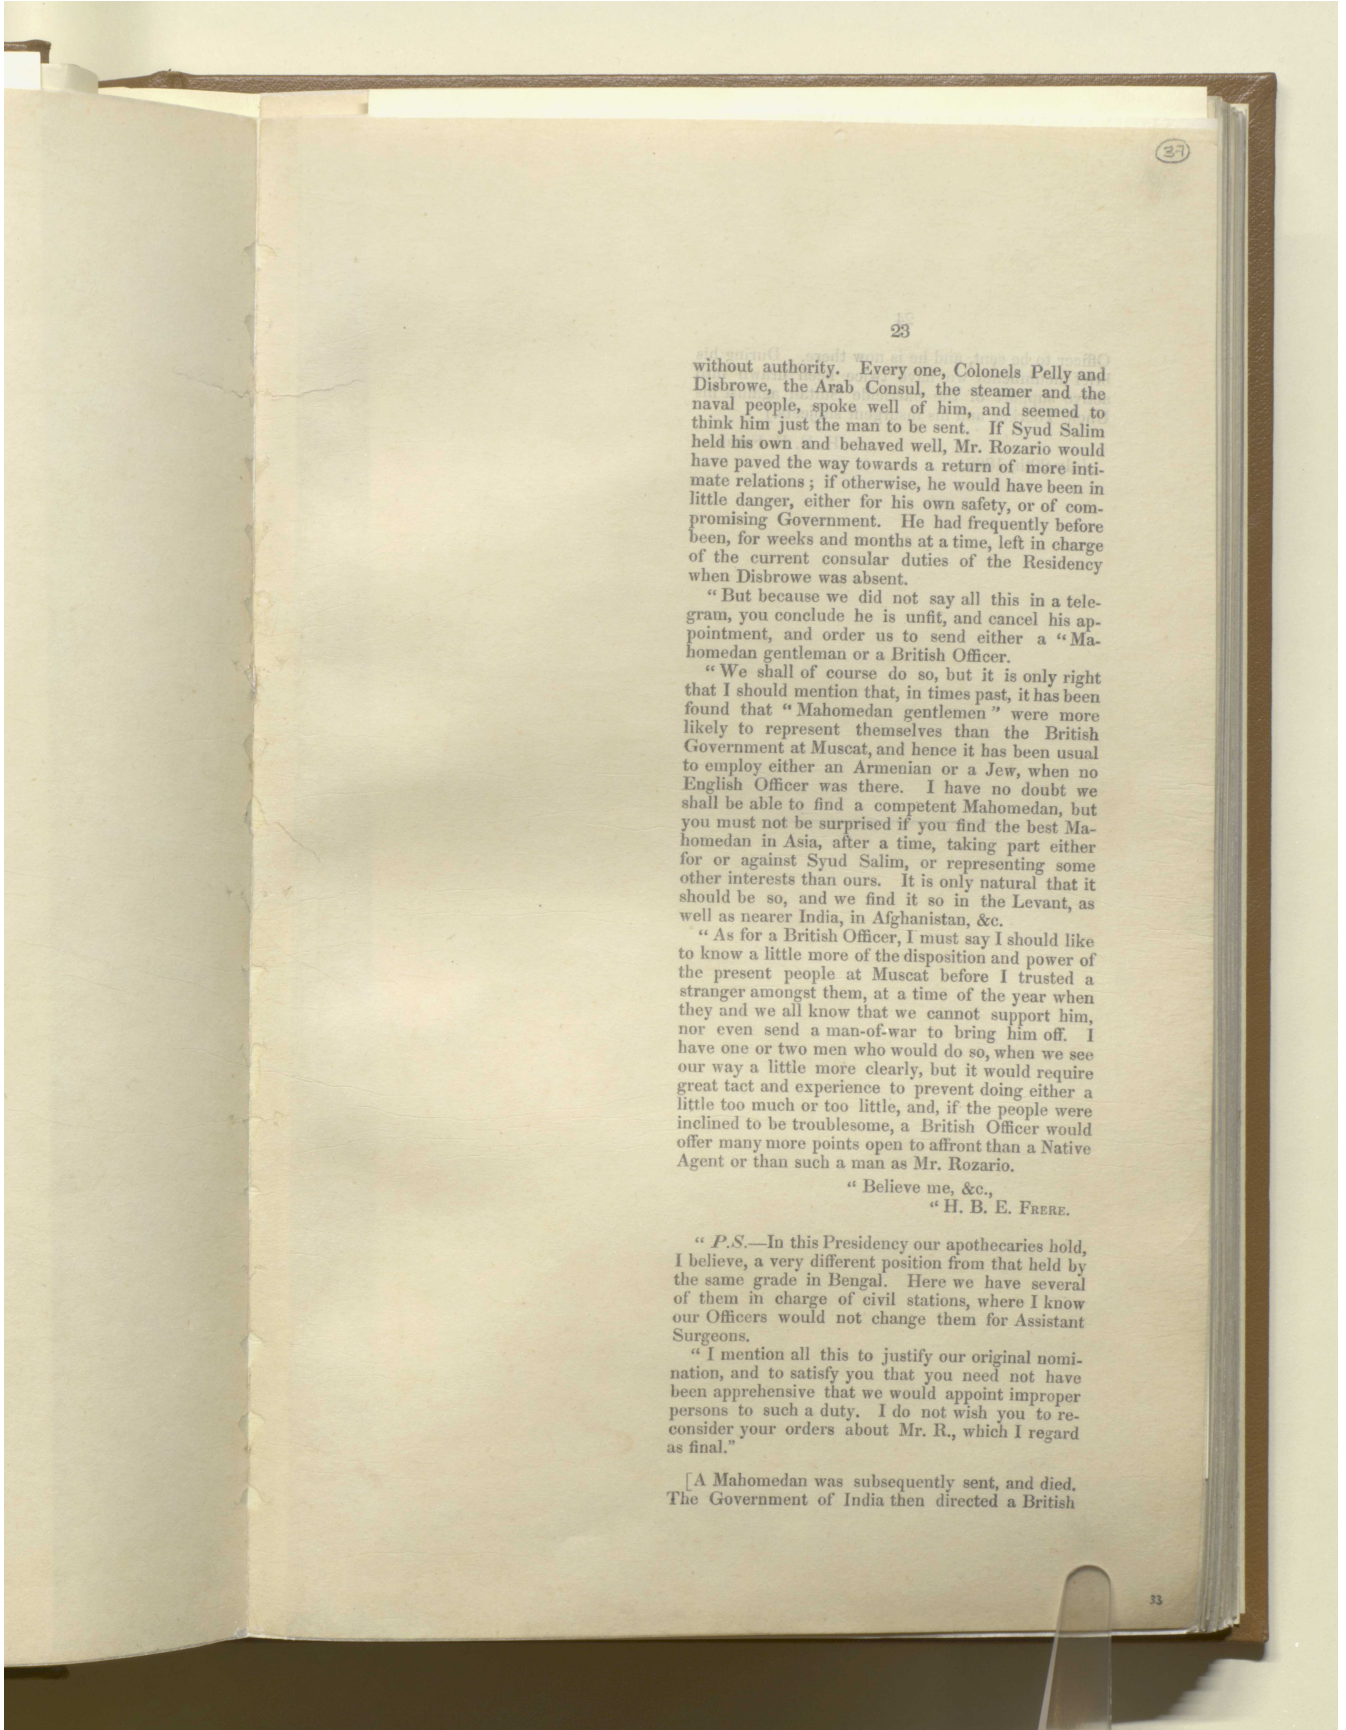 37
23
without authority. Every one, Colonels Pelly and
Disbrowe, the Arab Consul, the steamer and the
naval people, spoke well of him, and seemed to
think him just the man to be sent. If Syud Salim
held his own and behaved well, Mr. Rozario would
have paved the way towards a return of more inti-
mate relations; if otherwise, he would have been in
little danger, either for his own safety, or of com-
promising Government. He had frequently before
been, for weeks and months at a time, left in charge
of the current consular duties of the Residency
when Disbrowe was absent.
“But because we did not say all this in a tele-
gram, you conclude he is unfit, and cancel his ap-
pointment, and order us to send either a “Ma-
homedan gentleman or a British Officer.
“We shall of course do so, but it is only right
that I should mention that, in times past, it has been
found that “Mahomedan gentlemen” were more
likely to represent themselves than the British
Government at Muscat, and hence it has been usual
to employ either an Armenian or a Jew, when no
English Officer was there. I have no doubt we
shall be able to find a competent Mahomedan, but
you must not be surprised if you find the best Ma-
homedan in Asia, after a time, taking part either
for or against Syud Salim, or representing some
other interests than ours. It is only natural that it
should be so, and we find it so in the Levant, as
well as nearer India, in Afghanistan, &c.
“As for a British Officer, I must say I should like
to know a little more of the disposition and power of
the present people at Muscat before I trusted a
stranger amongst them, at a time of the year when
they and we all know that we cannot support him,
nor even send a man-of-war to bring him off. I
have one or two men who would do so, when we see
our way a little more clearly, but it would require
great tact and experience to prevent doing either a
little too much or too little, and, if the people were
inclined to be troublesome, a British Officer would
offer many more points open to affront than a Native
Agent or than such a man as Mr. Rozario.
“Believe me, &c.,
“H. B. E. FRERE.
“P.S.—In this Presidency our apothecaries hold,
I believe, a very different position from that held by
the same grade in Bengal. Here we have several
of them in charge of civil stations, where I know
our Officers would not change them for Assistant
Surgeons.
“I mention all this to justify our original nomi-
nation, and to satisfy you that you need not have
been apprehensive that we would appoint improper
persons to such a duty. I do not wish you to re-
consider your orders about Mr. R., which I regard
as final.”
[A Mahomedan was subsequently sent, and died.
The Government of India then directed a British
33